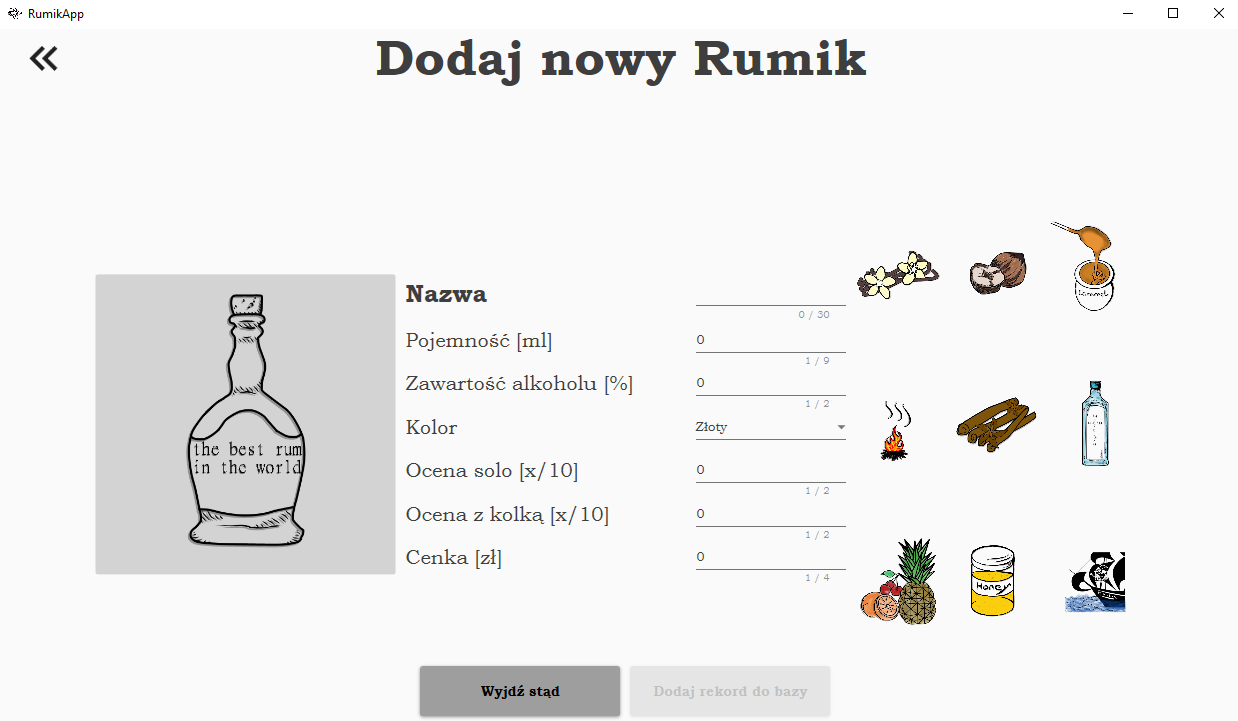 RumikApp
Dodaj nowy Rumik
Nazwa
0 / 30
Pojemność [ml]
0
1 / 9
Zawartość alkoholu [%]
0
1 / 2
Kolor
Złoty
Ocena solo [x/10]
0
1 / 2
Ocena z kolką [x/10]
0
1 / 2
Cenka [zł]
0
1 / 4
the best rum
in the world
Caramel
Honey
Wyjdź stąd
Dodaj rekord do bazy